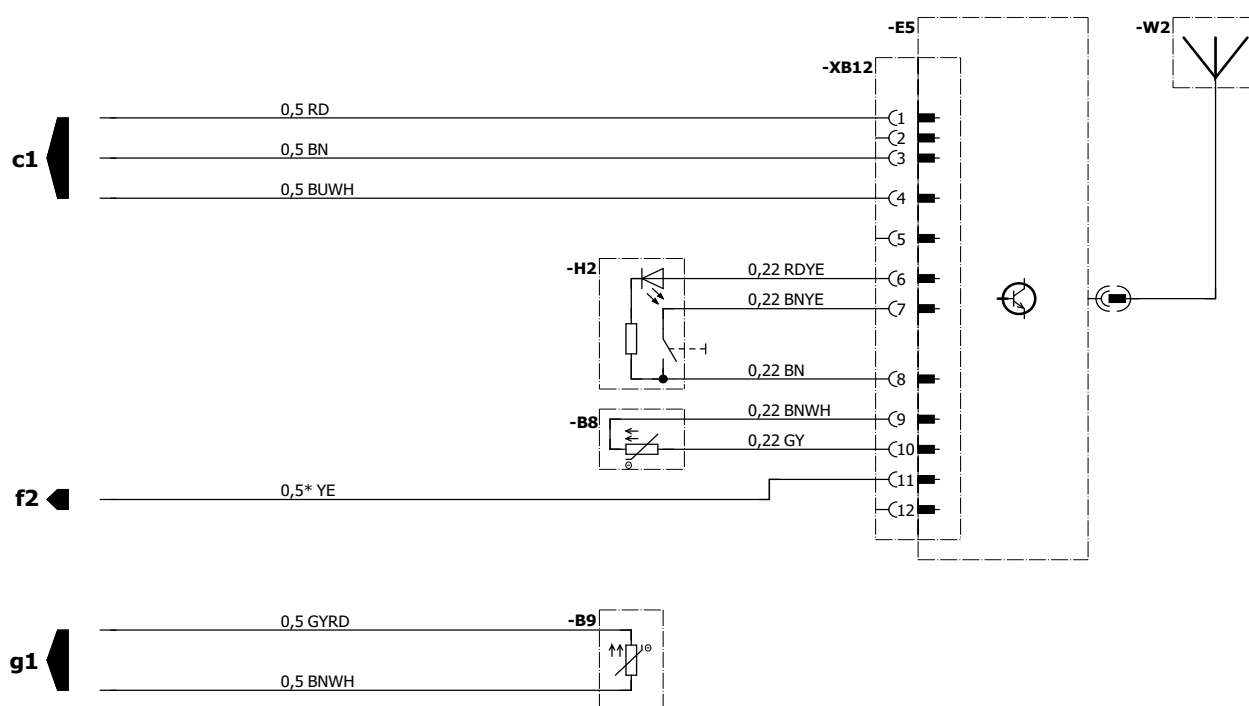 -E5
-W2
-XB12
0,5 RD
1
2
c1
0,5 BN
3
0,5 BUWH
4
5
-H2
0,22 RDYE
6
0,22 BNYE
7
0,22 BN
8
-B8
0,22 BNWH
9
0,22 GY
10
11
f2
0,5* YE
12
0,5 GYRD
-B9
g1
0,5 BNWH